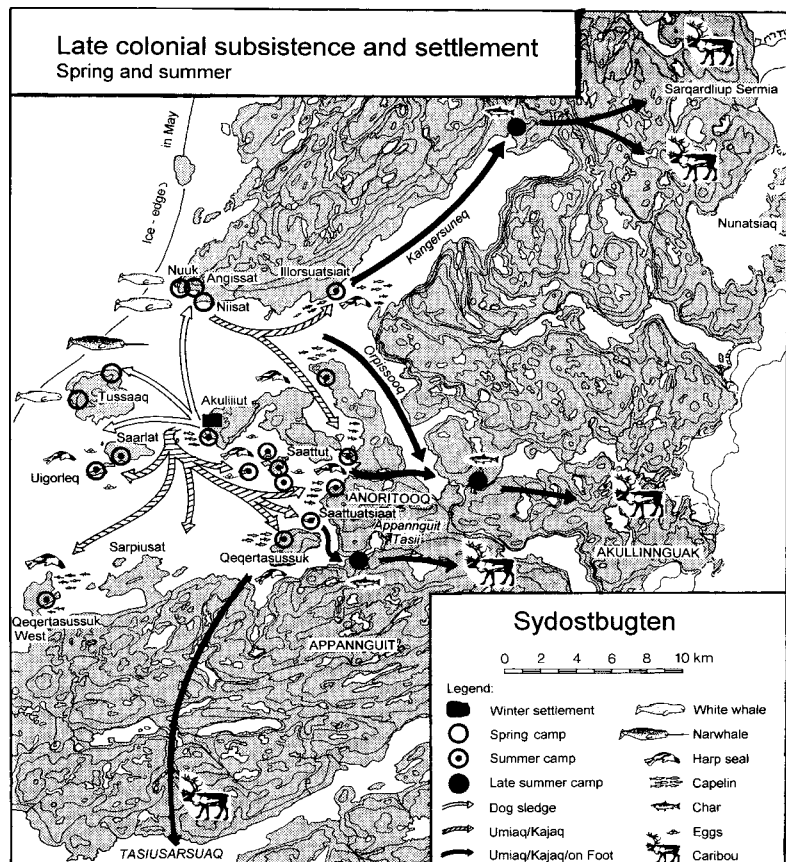 Late colonial subsistence and settlement
Spring and summer
Sarqardliup Sermia
Ice - edge
in May
Kangersuneq
Nunatsiaq
Nuuk
Angissat
Illorsuatsiait
Niisat
Orpissooq
Tussaaq
Akuliiut
Saarlat
Saattut
Uigorleq
ANORITOOQ
Saattuatsiaat
Appannguit
Tasii
AKULLINNGUAK
Sarpiusat
Qeqertasussuk
Qeqertasussuk
West
APPANNGUIT
TASIUSARSUAQ
Sydostbugten
0 2 4 6 8 10 km
Legend:
Winter settlement
White whale
Spring camp
Narwhale
Summer camp
Harp seal
Late summer camp
Capelin
Dog sledge
Char
Umiaq/Kajaq
Eggs
Umiaq/Kajaq/on Foot
Caribou